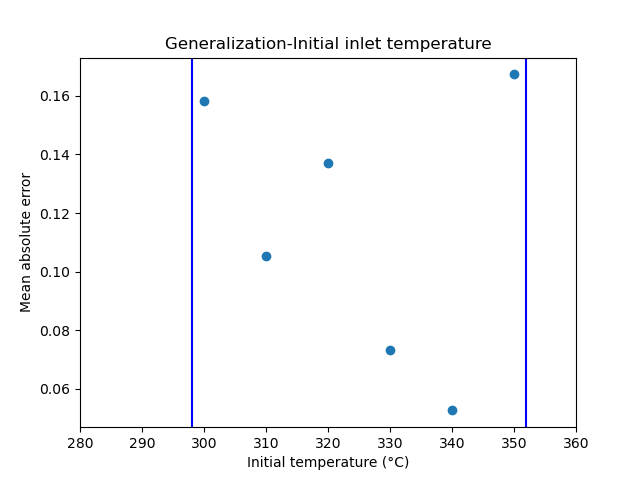 Generalization-Initial inlet temperature
Mean absolute error
0.16
0.14
0.12
0.10
0.08
0.06
280 290 300 310 320 330 340 350 360
Initial temperature (°C)